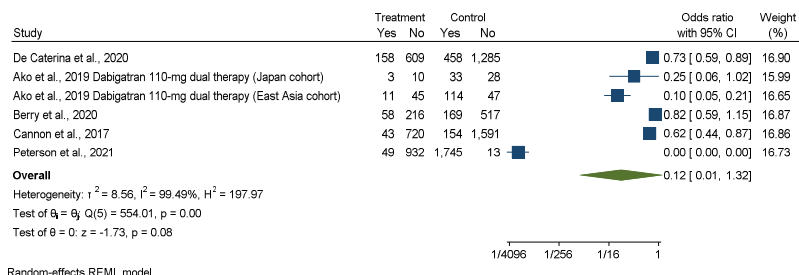 Treatment Control Odds ratio Weight
Study Yes No Yes No with 95% CI (%)
De Caterina et al., 2020 158 609 458 1,285 0.73 [ 0.59, 0.89] 16.90
Ako et al., 2019 Dabigatran 110-mg dual therapy (Japan cohort) 3 10 33 28 0.25 [ 0.06, 1.02] 15.99
Ako et al., 2019 Dabigatran 110-mg dual therapy (East Asia cohort) 11 45 114 47 0.10 [ 0.05, 0.21] 16.65
Berry et al., 2020 58 216 169 517 0.82 [ 0.59, 1.15] 16.87
Cannon et al., 2017 43 720 154 1,591 0.62 [ 0.44, 0.87] 16.86
Peterson et al., 2021 49 932 1,745 13 0.00 [ 0.00, 0.00] 16.73
Overall 0.12 [ 0.01, 1.32]
Heterogeneity: τ² = 8.56, I² = 99.49%, H² = 197.97
Test of θi = θj: Q(5) = 554.01, p = 0.00
Test of θ = 0: z = -1.73, p = 0.08
1/4096 1/256 1/16 1
Random-effects REML model